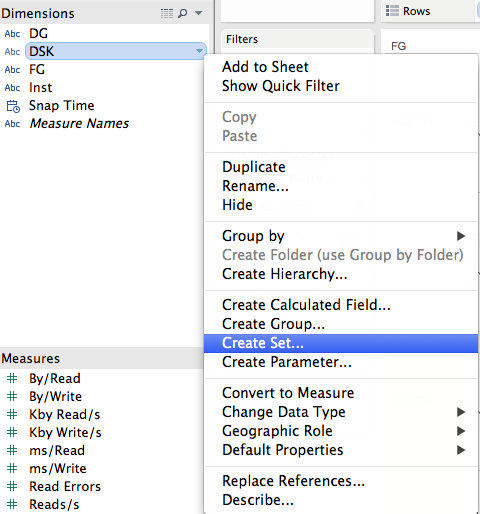 Dimensions
Abc DG
Abc DSK
Abc FG
Abc Inst
Snap Time
Abc Measure Names
Measures
# By/Read
# By/Write
# Kby Read/s
# Kby Write/s
# ms/Read
# ms/Write
# Read Errors
# Reads/s
Rows
Filters
FG
Add to Sheet
Show Quick Filter
Copy
Paste
Duplicate
Rename...
Hide
Group by
Create Folder (use Group by Folder)
Create Hierarchy...
Create Calculated Field...
Create Group...
Create Set...
Create Parameter...
Convert to Measure
Change Data Type
Geographic Role
Default Properties
Replace References...
Describe...